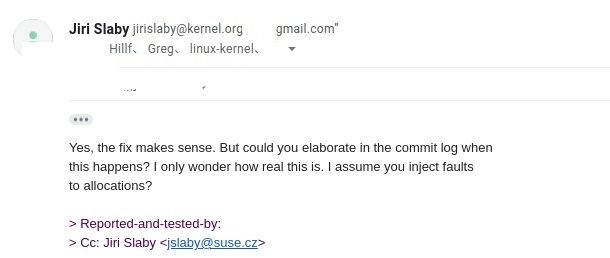 Jiri Slaby jirislaby@kernel.org gmail.com"
Hillf、 Greg、 linux-kernel、
Yes, the fix makes sense. But could you elaborate in the commit log when
this happens? I only wonder how real this is. I assume you inject faults
to allocations?
> Reported-and-tested-by:
> Cc: Jiri Slaby <jslaby@suse.cz>